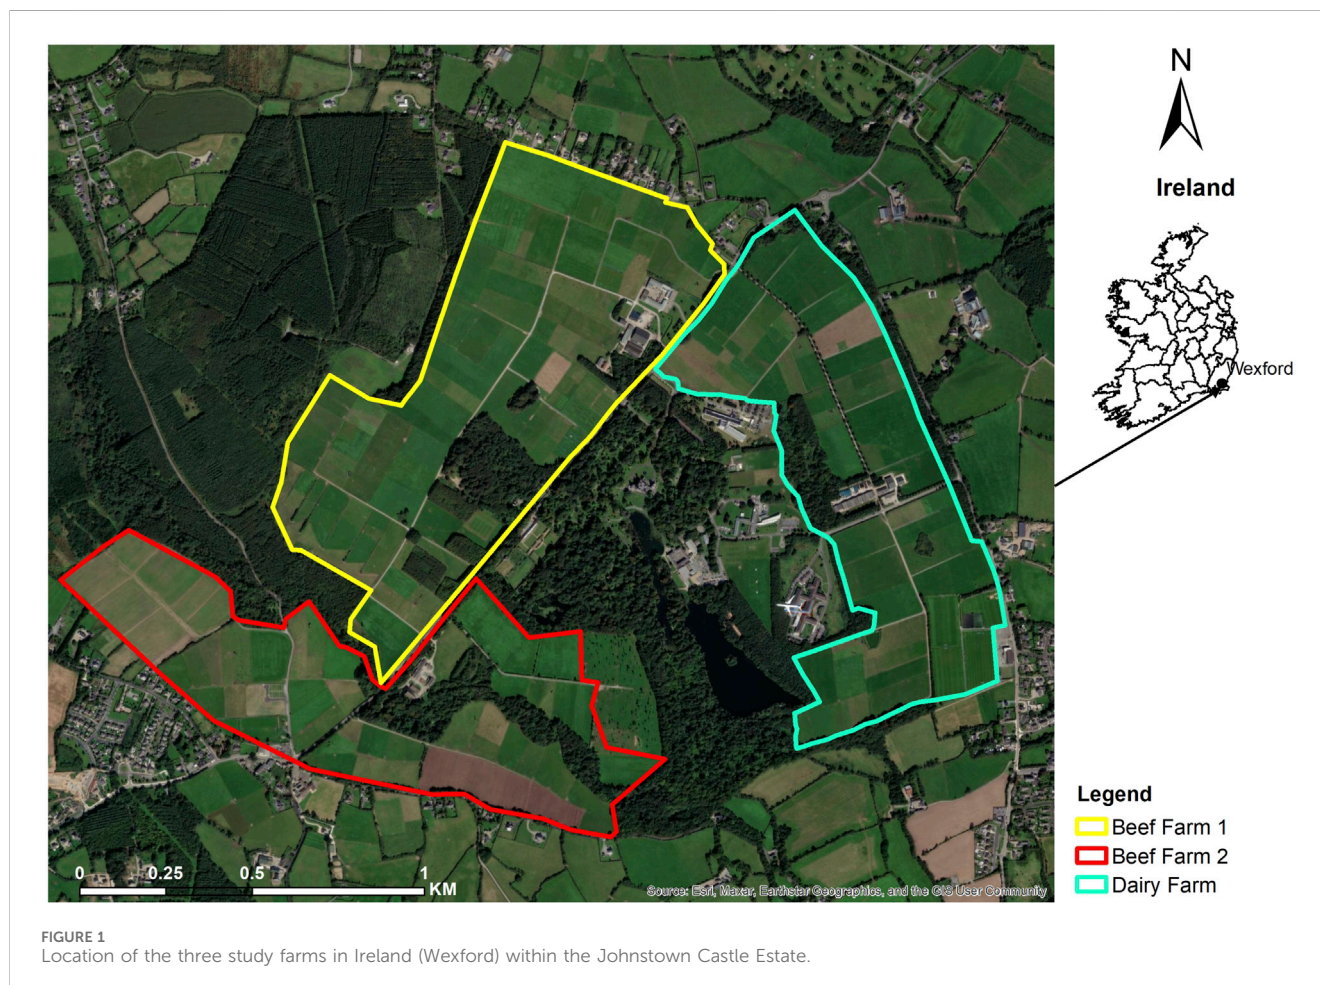 N
Ireland
Wexford
Legend
Beef Farm 1
Beef Farm 2
Dairy Farm
0 0.25 0.5 1
KM
Source: Esri, Maxar, Earthstar Geographics, and the GIS User Community
FIGURE 1
Location of the three study farms in Ireland (Wexford) within the Johnstown Castle Estate.